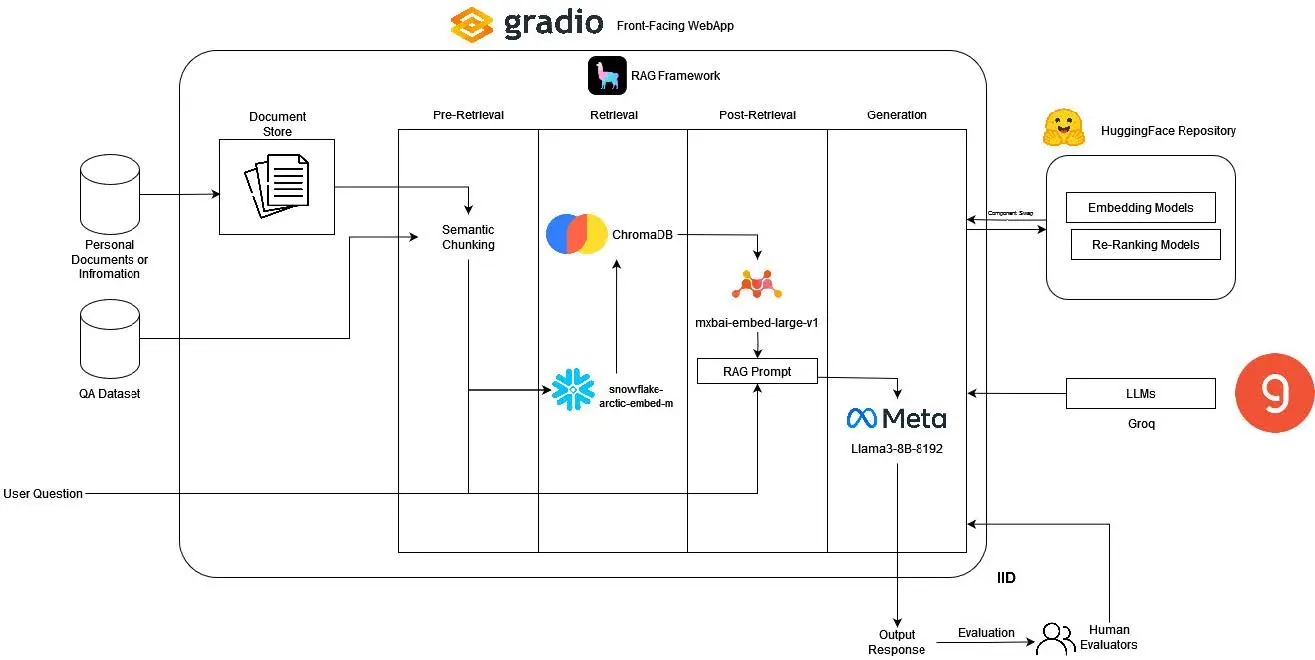 gradio Front-Facing WebApp
RAG Framework
Document
Store
Pre-Retrieval
Retrieval
Post-Retrieval
Generation
HuggingFace Repository
Personal
Documents or
Infromation
Semantic
Chunking
ChromaDB
Component Swap
Embedding Models
Re-Ranking Models
mxbai-embed-large-v1
QA Dataset
snowflake-
arctic-embed-m
RAG Prompt
Meta
Llama3-8B-8192
LLMs
Groq
g
User Question
IID
Output
Response
Evaluation
Human
Evaluators